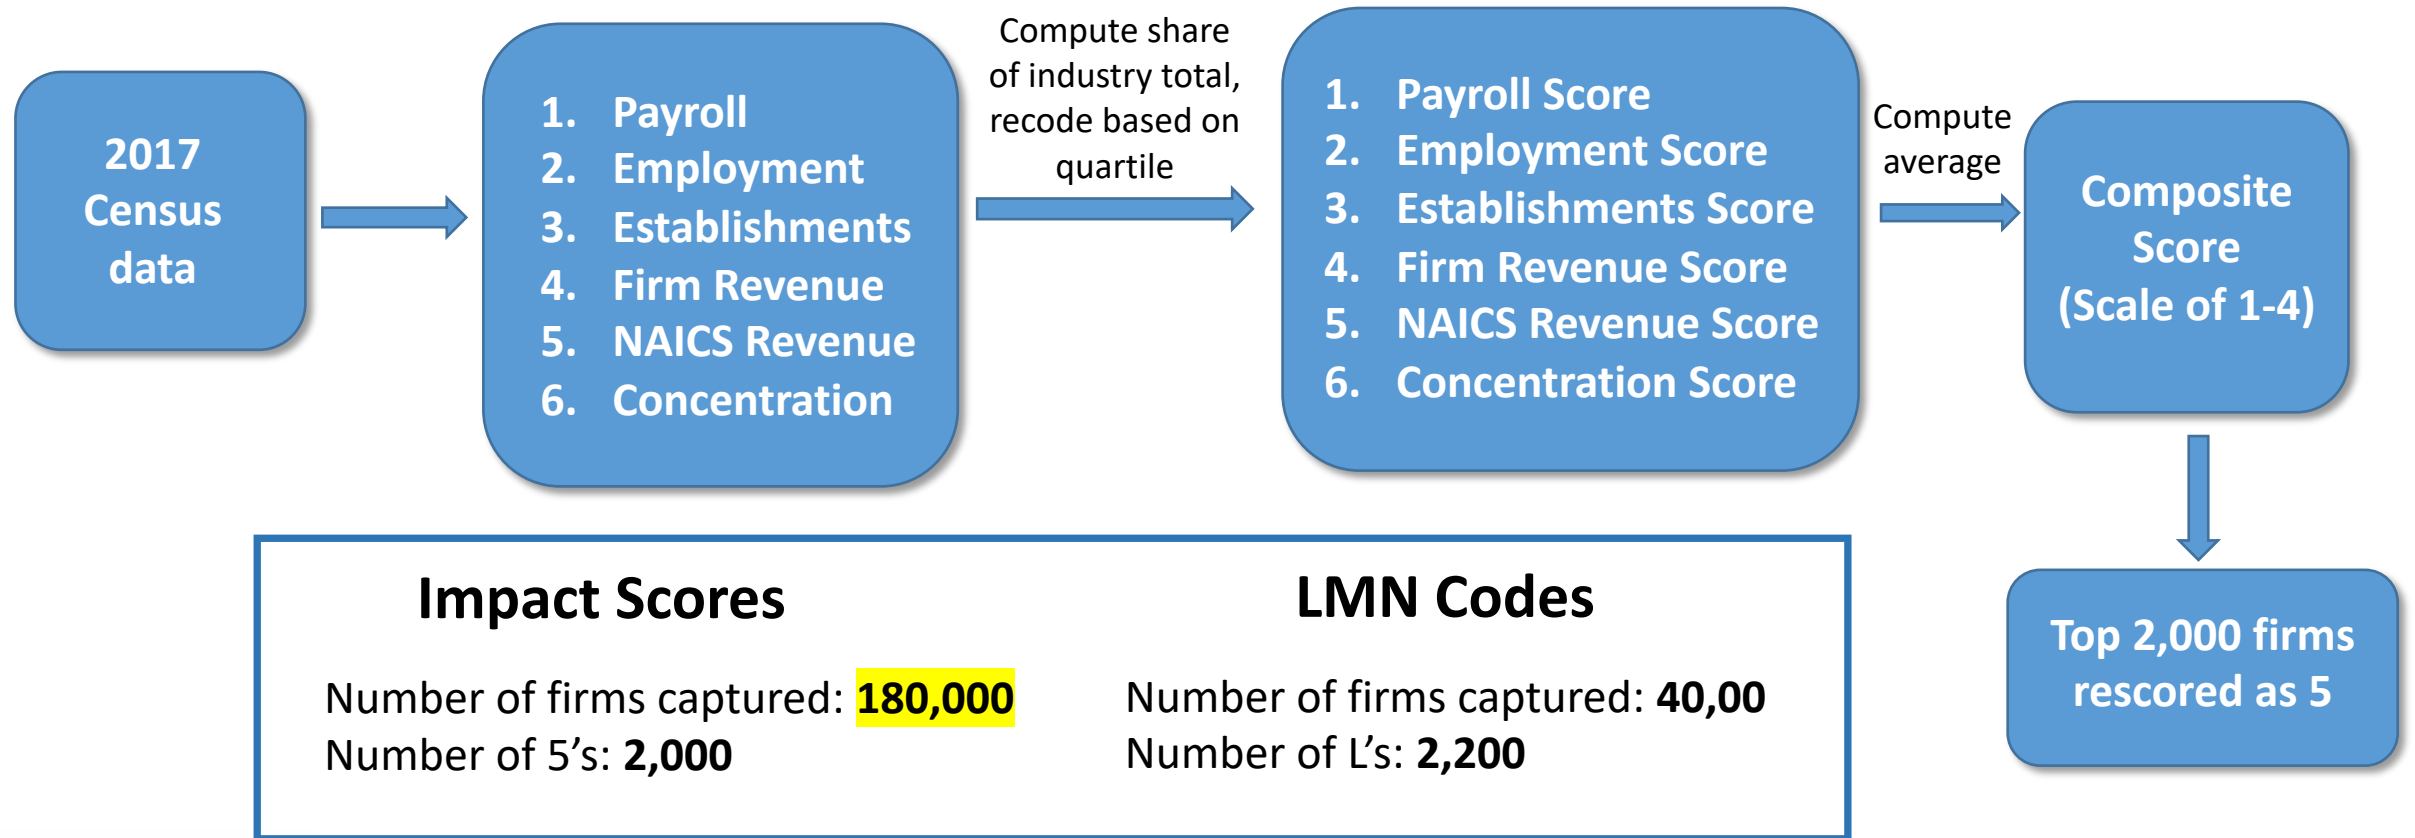 2017
Census
data
1. Payroll
2. Employment
3. Establishments
4. Firm Revenue
5. NAICS Revenue
6. Concentration
Compute share
of industry total,
recode based on
quartile
1. Payroll Score
2. Employment Score
3. Establishments Score
4. Firm Revenue Score
5. NAICS Revenue Score
6. Concentration Score
Compute
average
Composite
Score
(Scale of 1-4)
Top 2,000 firms
rescored as 5
Impact Scores
Number of firms captured: 180,000
Number of 5’s: 2,000
LMN Codes
Number of firms captured: 40,00
Number of L’s: 2,200